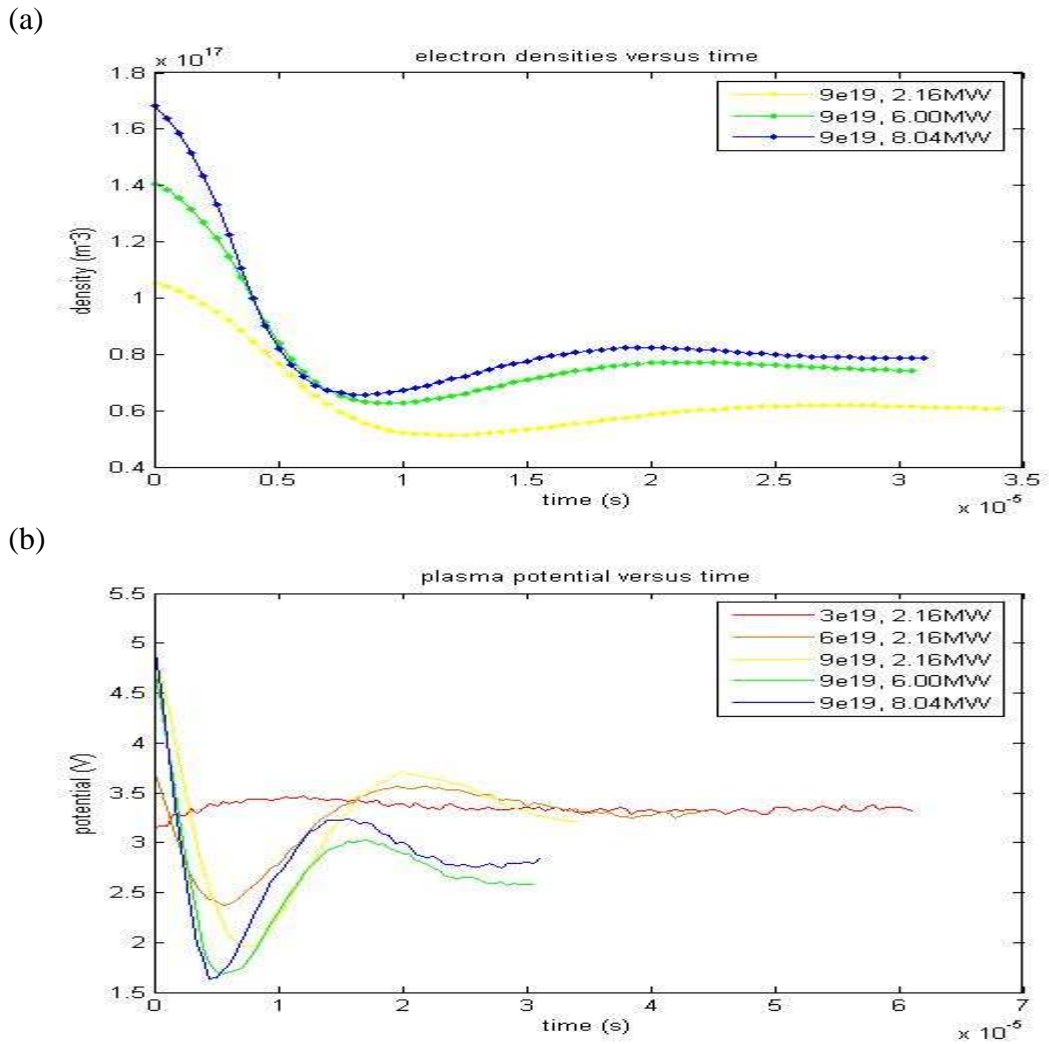 (a)
electron densities versus time
x 10^17
1.8
1.6
1.4
1.2
1
0.8
0.6
0.4
density (m^-3)
9e19, 2.16MW
9e19, 6.00MW
9e19, 8.04MW
0 0.5 1 1.5 2 2.5 3 3.5
time (s)
x 10^-5
(b)
plasma potential versus time
5.5
5
4.5
4
3.5
3
2.5
2
1.5
potential (V)
3e19, 2.16MW
6e19, 2.16MW
9e19, 2.16MW
9e19, 6.00MW
9e19, 8.04MW
0 1 2 3 4 5 6 7
time (s)
x 10^-5